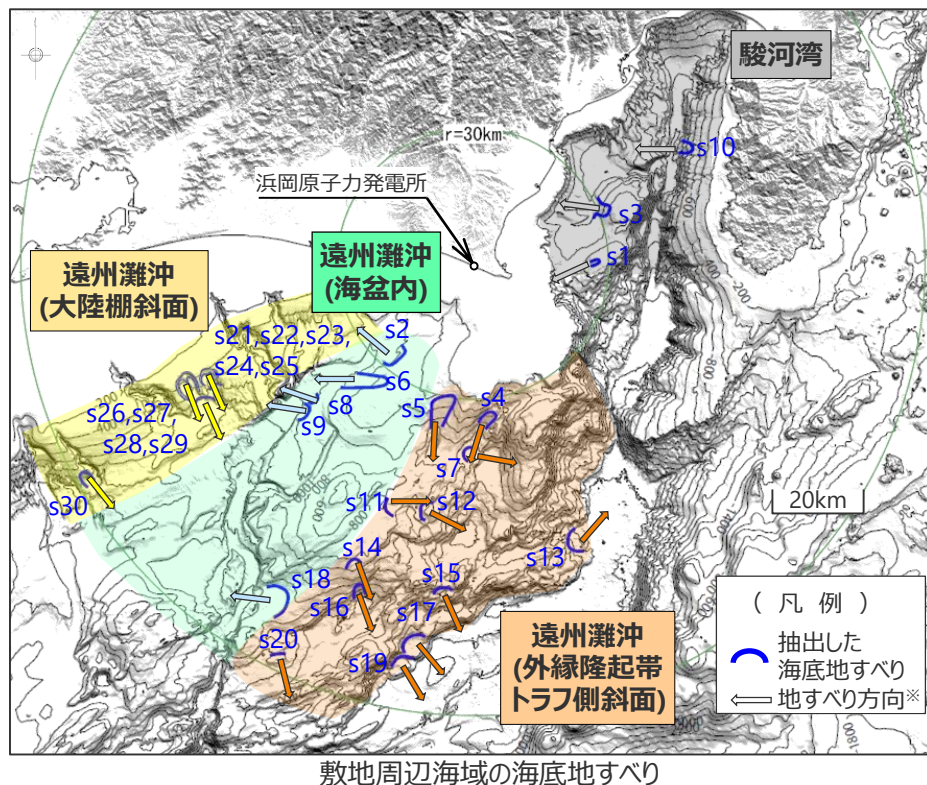 駿河湾
r=30km
s10
浜岡原子力発電所
s3
s1
遠州灘沖
(大陸棚斜面)
遠州灘沖
(海盆内)
s21,s22,s23,
s24,s25
s2
s6
s8
s9
s5
s4
s26,s27,
s28,s29
s7
s30
s11
s12
20km
s13
s14
s18
s15
s16
s17
s20
s19
遠州灘沖
(外縁隆起帯
トラフ側斜面)
(凡例)
抽出した
海底地すべり
地すべり方向※
敷地周辺海域の海底地すべり